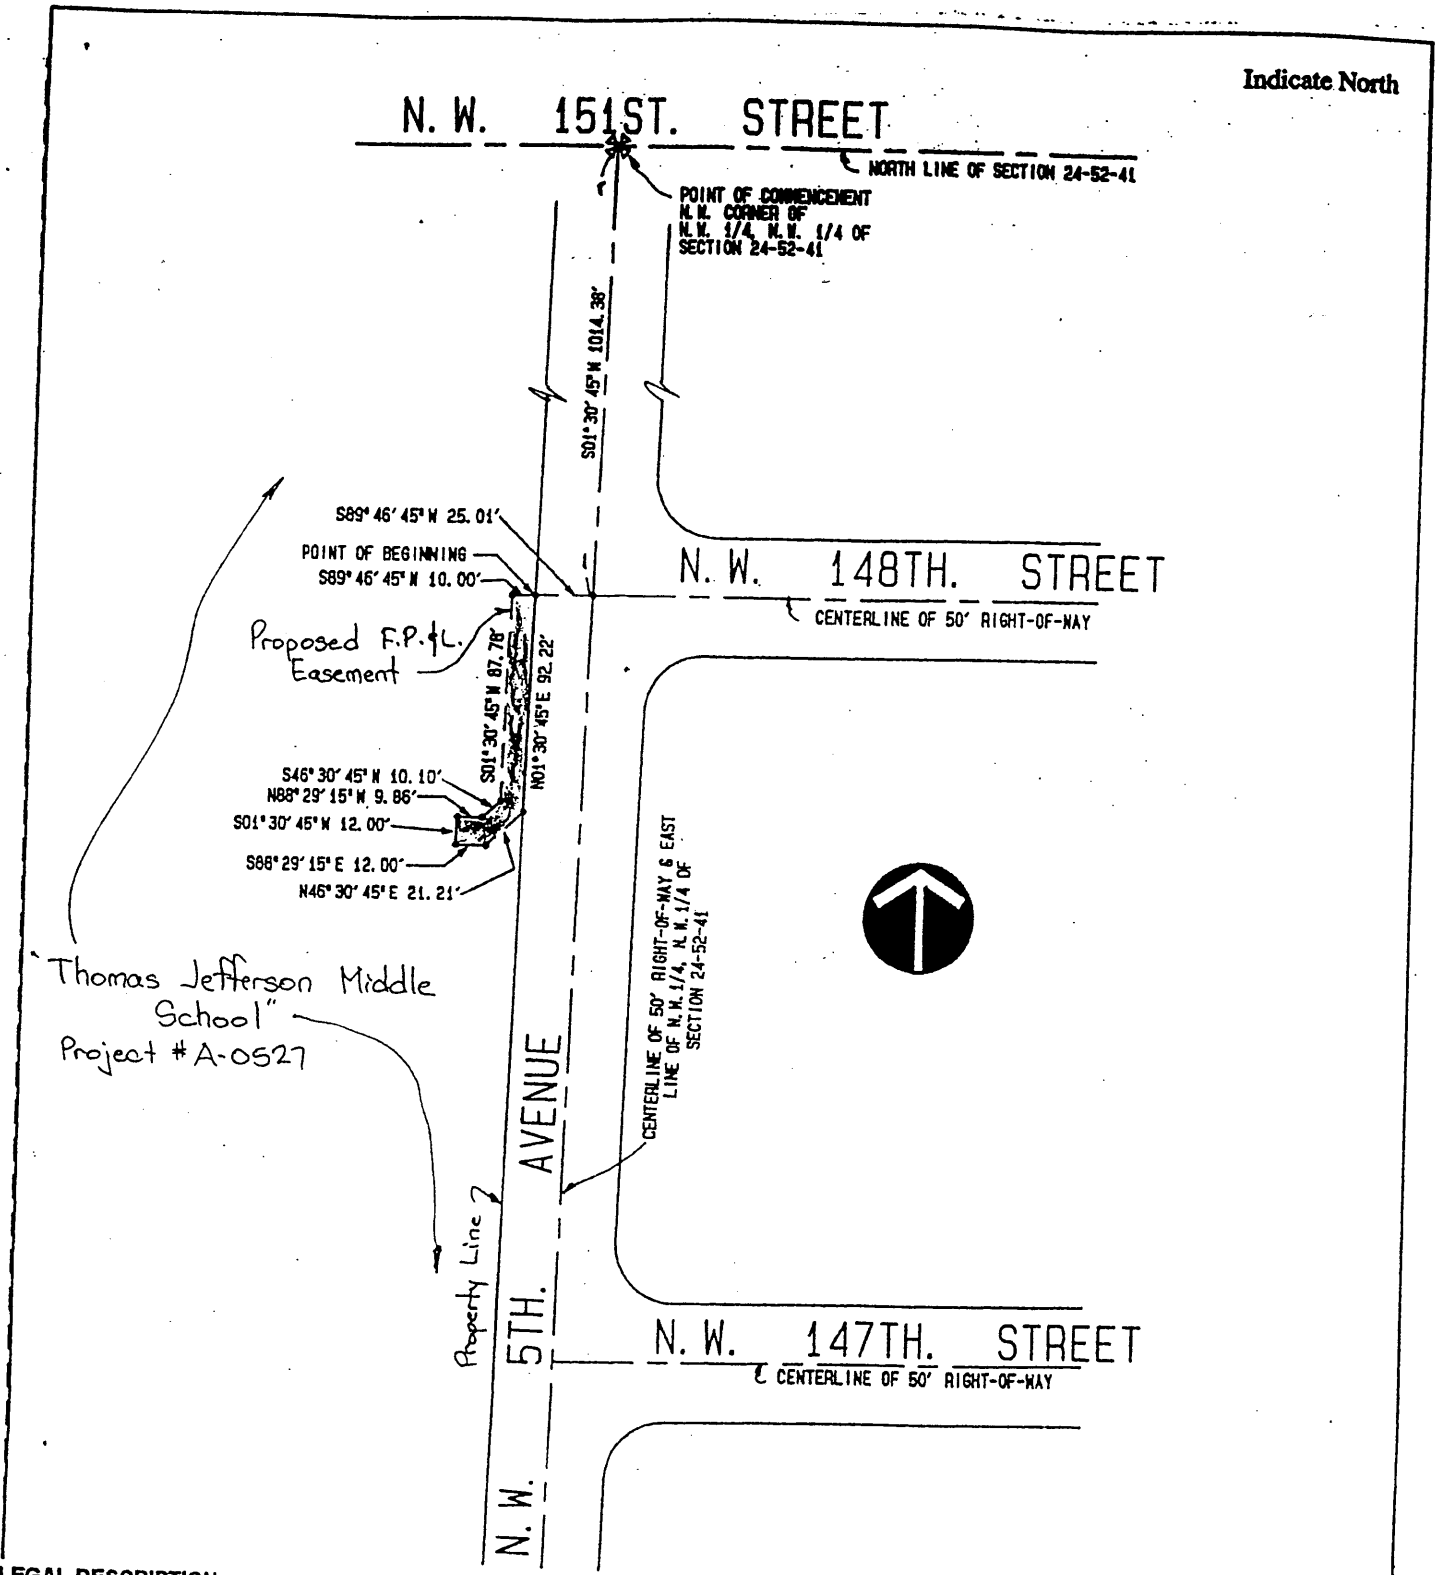 Indicate North
N. W. 151ST. STREET
NORTH LINE OF SECTION 24-52-41
POINT OF COMMENCEMENT
N.W. CORNER OF
N.W. 1/4, N.W. 1/4 OF
SECTION 24-52-41
S01°30'45"W 1014.38'
S89°46'45"W 25.01'
POINT OF BEGINNING
S89°46'45"W 10.00'
N. W. 148TH. STREET
CENTERLINE OF 50' RIGHT-OF-WAY
Proposed F.P.&L.
Easement
S01°30'45"W 87.78'
N01°30'45"E 92.22'
S46°30'45"W 10.10'
N88°29'15"W 9.86'
S01°30'45"W 12.00'
S88°29'15"E 12.00'
N46°30'45"E 21.21'
CENTERLINE OF 50' RIGHT-OF-WAY & EAST
LINE OF N.W.1/4, N.W.1/4 OF
SECTION 24-52-41
"Thomas Jefferson Middle
School"
Project # A-0527
Property Line
N. W. 5TH. AVENUE
N. W. 147TH. STREET
CENTERLINE OF 50' RIGHT-OF-WAY
LEGAL DESCRIPTION